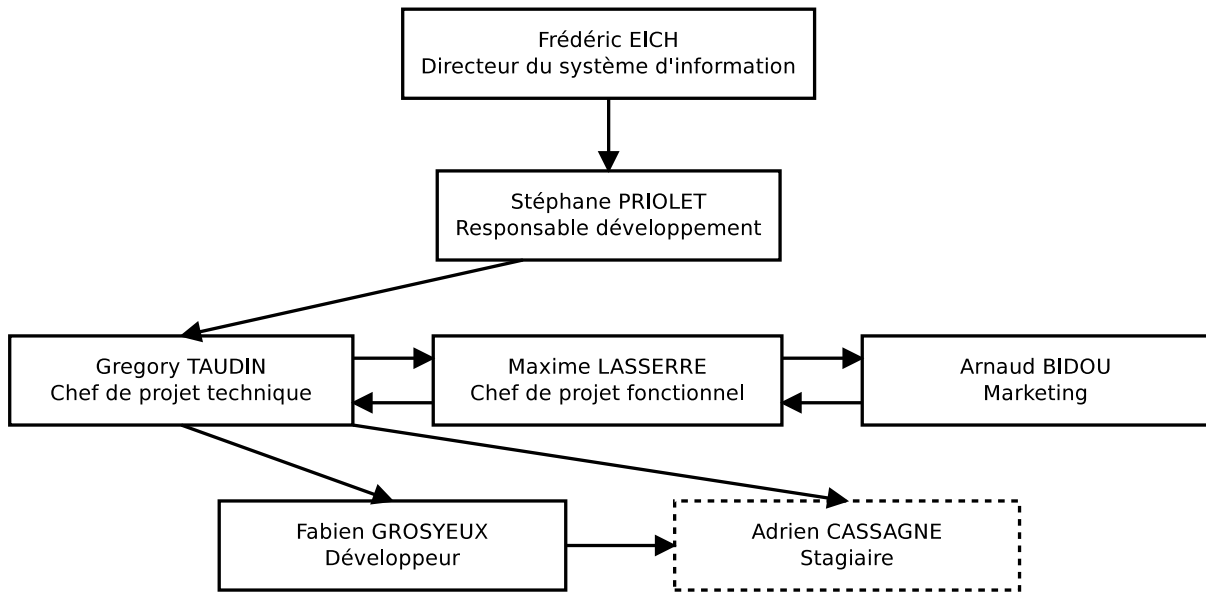 Frédéric EICH
Directeur du système d'information
Stéphane PRIOLET
Responsable développement
Gregory TAUDIN
Chef de projet technique
Maxime LASSERRE
Chef de projet fonctionnel
Arnaud BIDOU
Marketing
Fabien GROSYEUX
Développeur
Adrien CASSAGNE
Stagiaire